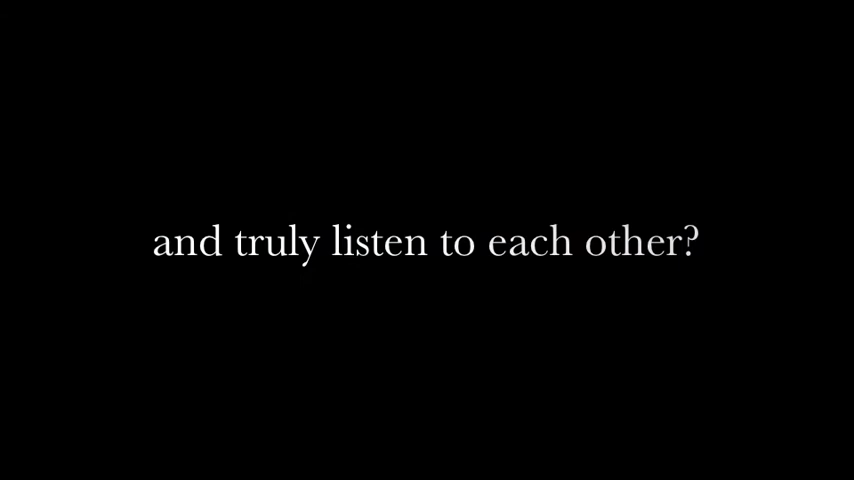 and truly listen to each other?